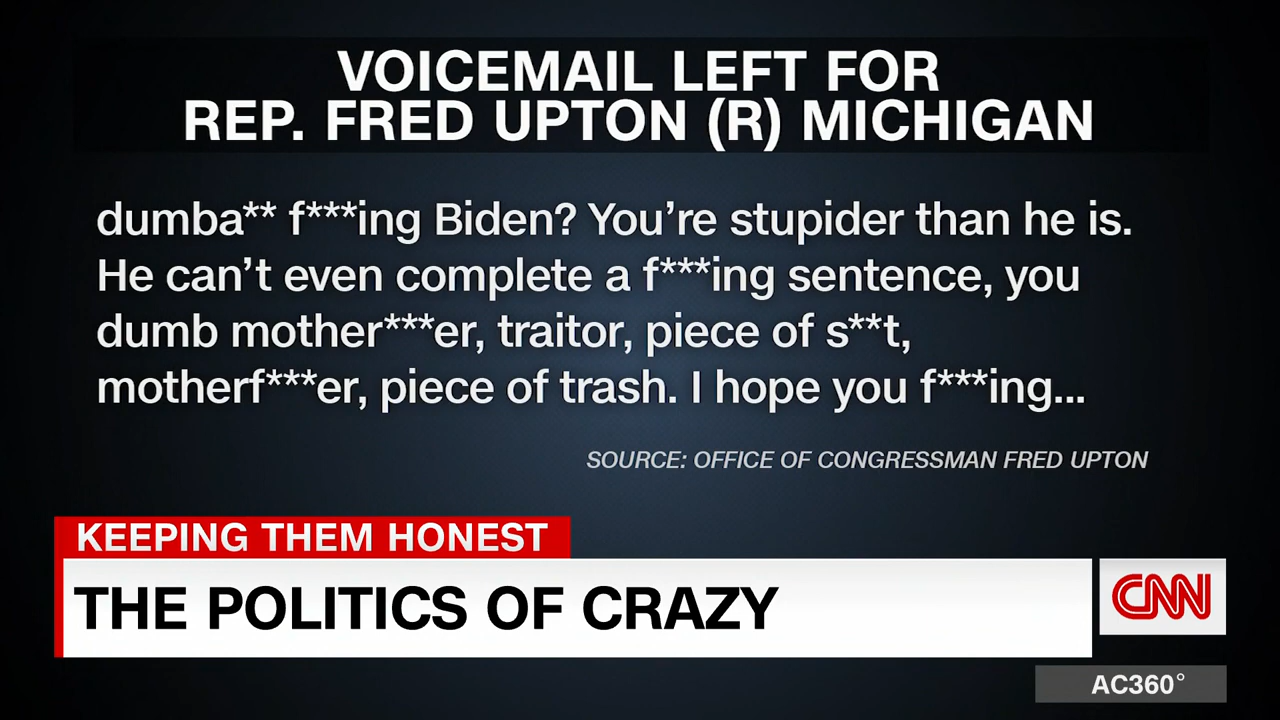 VOICEMAIL LEFT FOR
REP. FRED UPTON (R) MICHIGAN
dumba** f***ing Biden? You’re stupider than he is.
He can’t even complete a f***ing sentence, you
dumb mother***er, traitor, piece of s**t,
motherf***er, piece of trash. I hope you f***ing...
SOURCE: OFFICE OF CONGRESSMAN FRED UPTON
KEEPING THEM HONEST
THE POLITICS OF CRAZY
CNN
AC360°